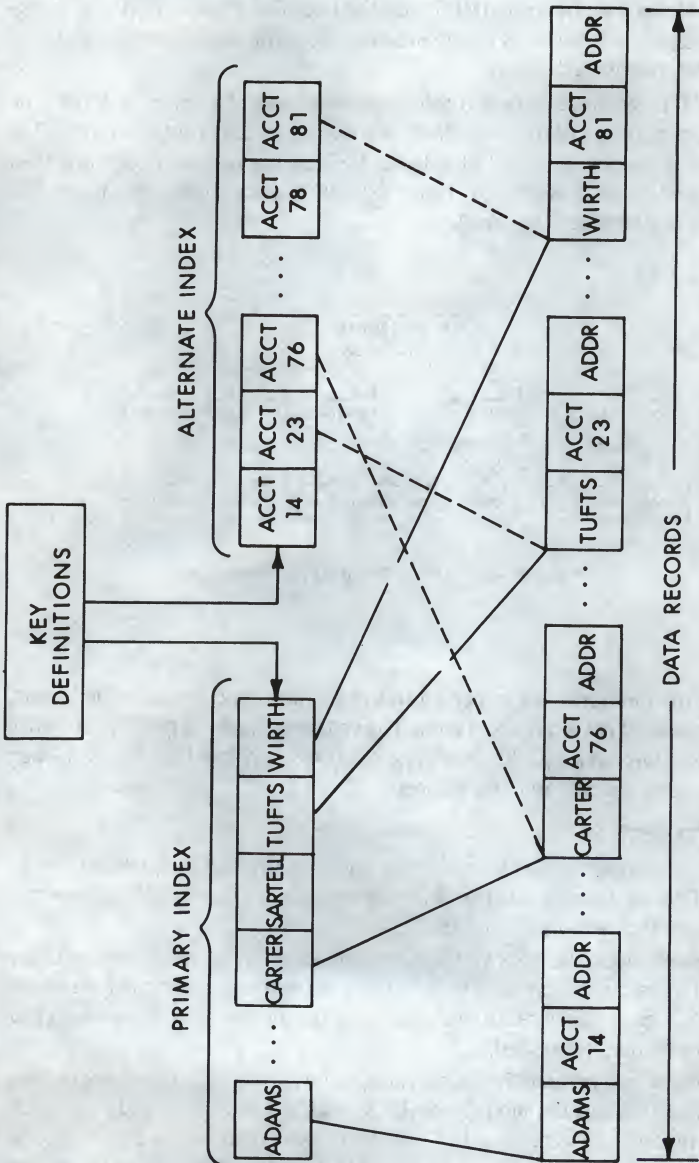 KEY
DEFINITIONS
PRIMARY INDEX
ALTERNATE INDEX
ADAMS . . . CARTER SARTELL TUFTS WIRTH
ACCT 14 ACCT 23 ACCT 76 . . . ACCT 78 ACCT 81
ADAMS ACCT 14 ADDR . . . CARTER ACCT 76 ADDR . . . TUFTS ACCT 23 ADDR . . . WIRTH ACCT 81 ADDR
DATA RECORDS